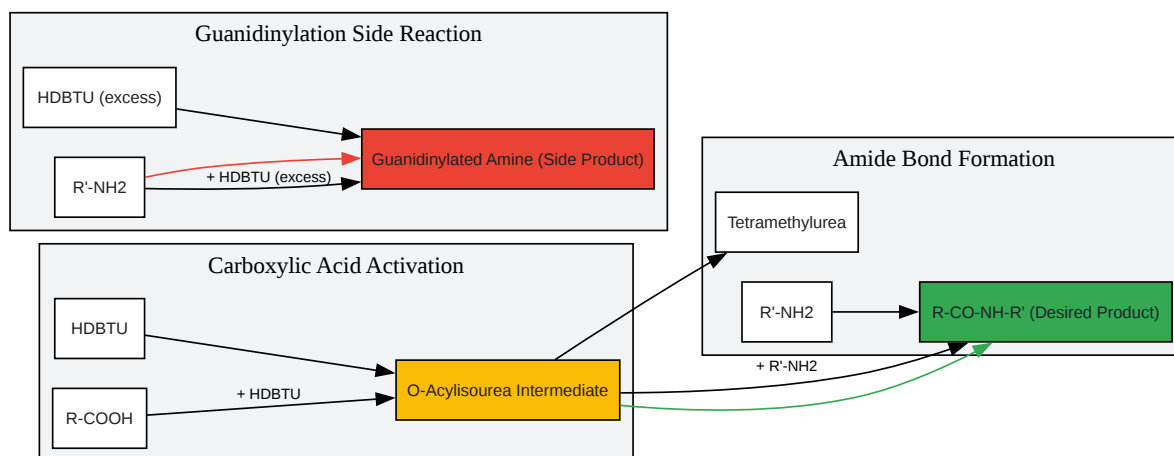 Guanidinylation Side Reaction
HDBTU (excess)
Guanidinylated Amine (Side Product)
R'-NH2
+ HDBTU (excess)
Amide Bond Formation
Tetramethylurea
R'-NH2
R-CO-NH-R' (Desired Product)
+ R'-NH2
Carboxylic Acid Activation
HDBTU
O-Acylisourea Intermediate
+ HDBTU
R-COOH